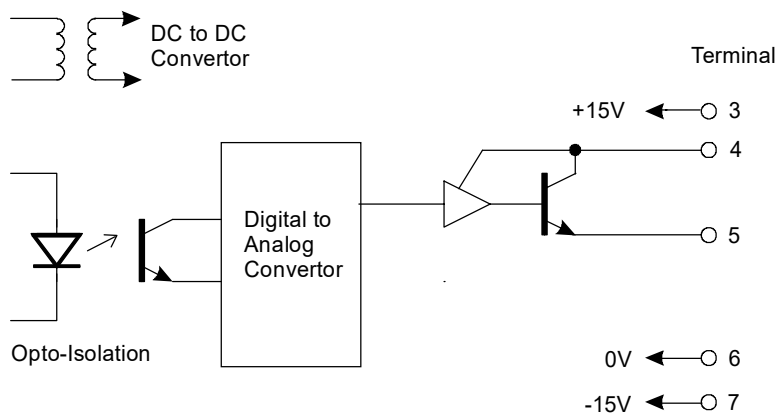 DC to DC
Convertor
Terminal
+15V 3
4
Digital to
Analog
Convertor
5
Opto-Isolation
0V 6
-15V 7